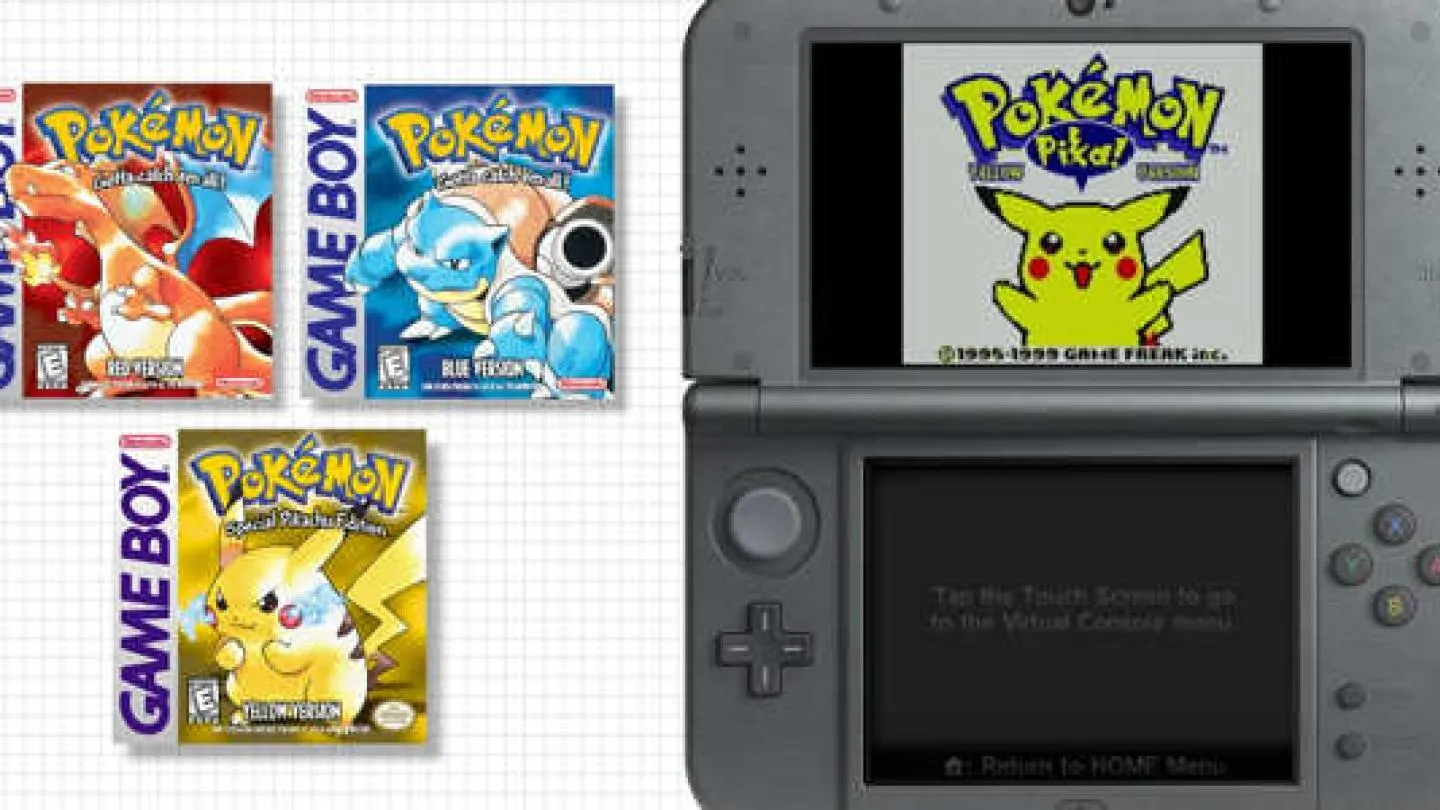 GAME BOY
POKéMON
Gotta catch 'em all!
E
RED VERSION
GAME BOY
POKéMON
Gotta catch 'em all!
E
BLUE VERSION
GAME BOY
POKéMON
Special Pikachu Edition
E
YELLOW VERSION
POKéMON
Pika!
YELLOW VERSION
©1995-1999 GAME FREAK inc.
Tap the Touch Screen to go
to the Virtual Console menu.
: Return to HOME Menu
X
Y
A
B